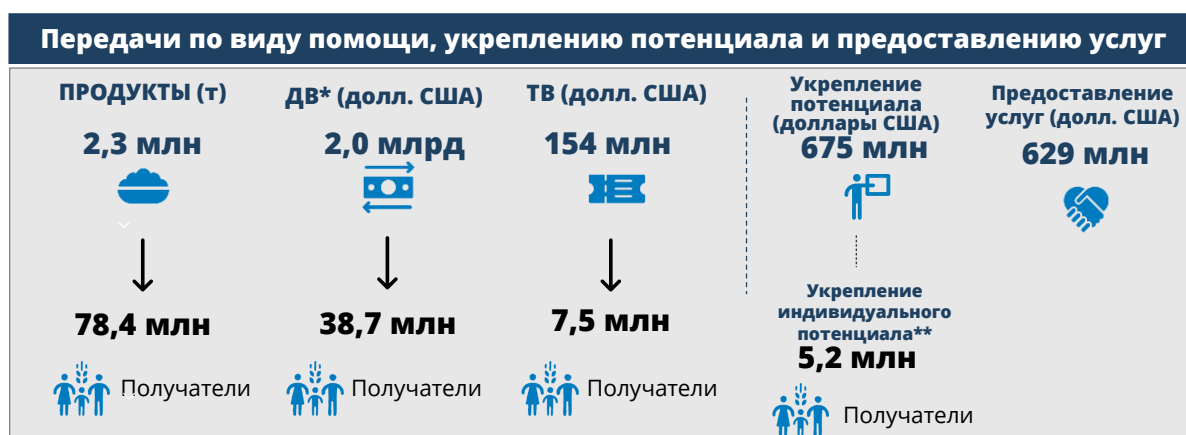 Передачи по виду помощи, укреплению потенциала и предоставлению услуг
ПРОДУКТЫ (т)
2,3 млн
78,4 млн
Получатели
ДВ* (долл. США)
2,0 млрд
38,7 млн
Получатели
ТВ (долл. США)
154 млн
7,5 млн
Получатели
Укрепление
потенциала
(доллары США)
675 млн
Укрепление
индивидуального
потенциала**
5,2 млн
Получатели
Предоставление
услуг (долл. США)
629 млн